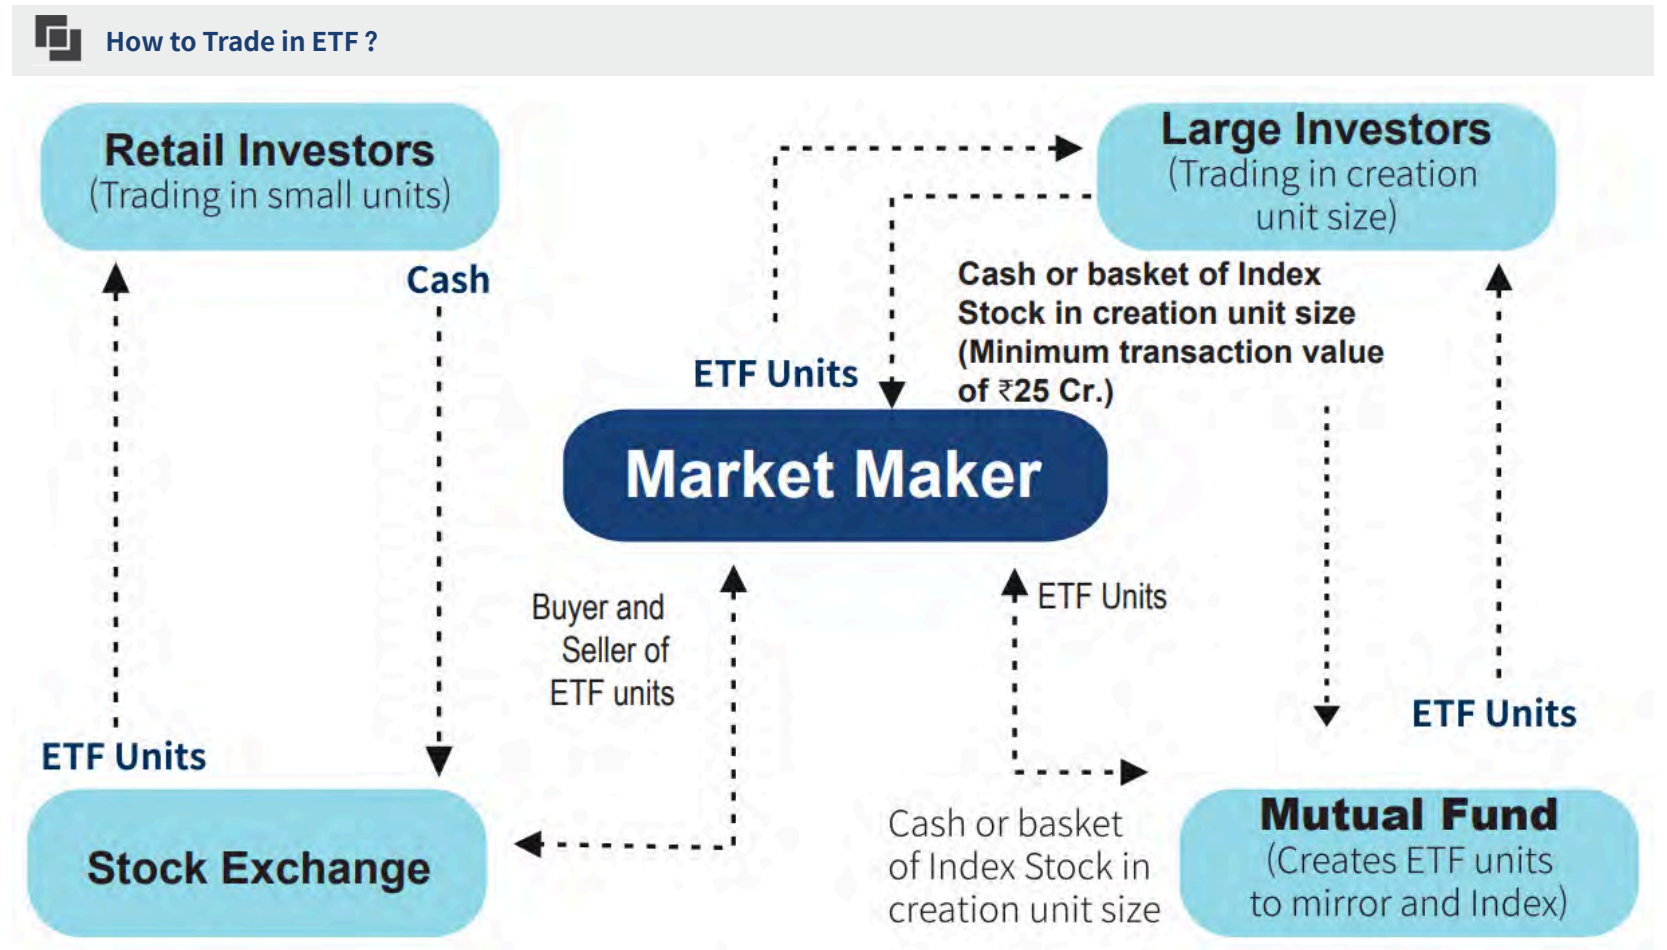 How to Trade in ETF ?
Retail Investors
(Trading in small units)
Large Investors
(Trading in creation
unit size)
Cash
Cash or basket of Index
Stock in creation unit size
(Minimum transaction value
of ₹25 Cr.)
ETF Units
Market Maker
Buyer and
Seller of
ETF units
ETF Units
ETF Units
ETF Units
Stock Exchange
Cash or basket
of Index Stock in
creation unit size
Mutual Fund
(Creates ETF units
to mirror and Index)